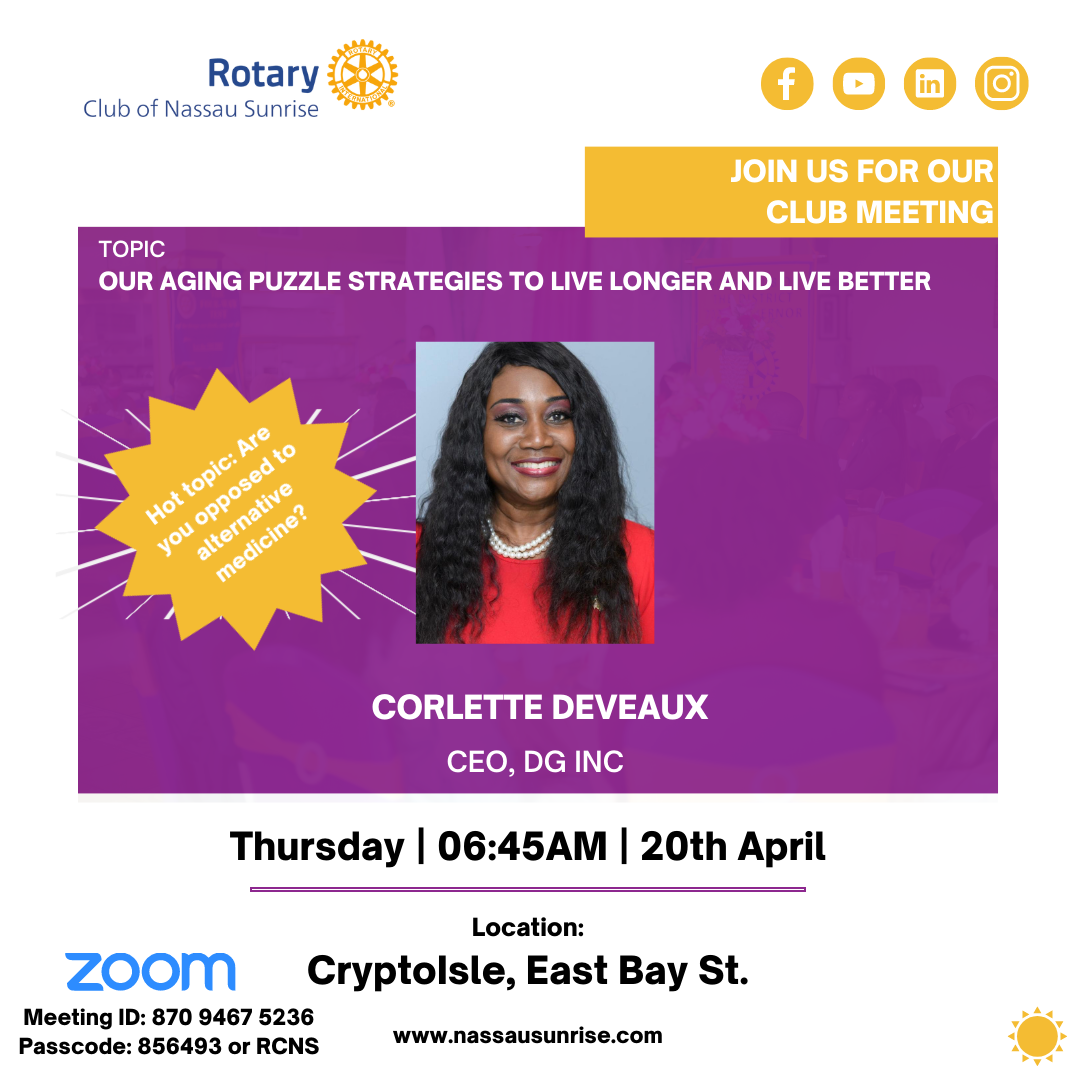 Rotary
Club of Nassau Sunrise
ROTARY
INTERNATIONAL
JOIN US FOR OUR
CLUB MEETING
TOPIC
OUR AGING PUZZLE STRATEGIES TO LIVE LONGER AND LIVE BETTER
Hot topic: Are
you opposed to
alternative
medicine?
CORLETTE DEVEAUX
CEO, DG INC
Thursday | 06:45AM | 20th April
Location:
CryptoIsle, East Bay St.
zoom
Meeting ID: 870 9467 5236
Passcode: 856493 or RCNS
www.nassausunrise.com